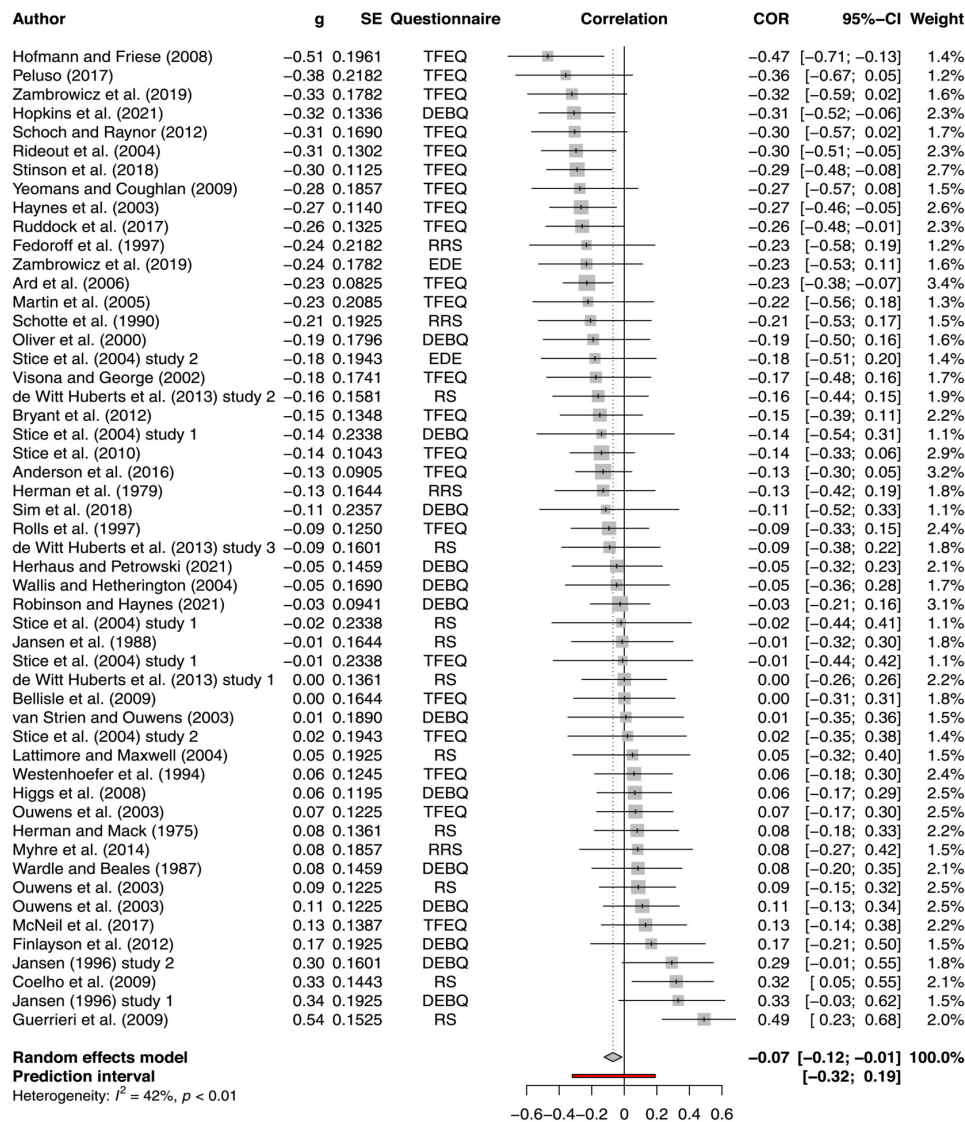 Author g SE Questionnaire Correlation COR 95%−CI Weight
Hofmann and Friese (2008) −0.51 0.1961 TFEQ −0.47 [−0.71; −0.13] 1.4%
Peluso (2017) −0.38 0.2182 TFEQ −0.36 [−0.67; 0.05] 1.2%
Zambrowicz et al. (2019) −0.33 0.1782 TFEQ −0.32 [−0.59; 0.02] 1.6%
Hopkins et al. (2021) −0.32 0.1336 DEBQ −0.31 [−0.52; −0.06] 2.3%
Schoch and Raynor (2012) −0.31 0.1690 TFEQ −0.30 [−0.57; 0.02] 1.7%
Rideout et al. (2004) −0.31 0.1302 TFEQ −0.30 [−0.51; −0.05] 2.3%
Stinson et al. (2018) −0.30 0.1125 TFEQ −0.29 [−0.48; −0.08] 2.7%
Yeomans and Coughlan (2009) −0.28 0.1857 TFEQ −0.27 [−0.57; 0.08] 1.5%
Haynes et al. (2003) −0.27 0.1140 TFEQ −0.27 [−0.46; −0.05] 2.6%
Ruddock et al. (2017) −0.26 0.1325 TFEQ −0.26 [−0.48; −0.01] 2.3%
Fedoroff et al. (1997) −0.24 0.2182 RRS −0.23 [−0.58; 0.19] 1.2%
Zambrowicz et al. (2019) −0.24 0.1782 EDE −0.23 [−0.53; 0.11] 1.6%
Ard et al. (2006) −0.23 0.0825 TFEQ −0.23 [−0.38; −0.07] 3.4%
Martin et al. (2005) −0.23 0.2085 TFEQ −0.22 [−0.56; 0.18] 1.3%
Schotte et al. (1990) −0.21 0.1925 RRS −0.21 [−0.53; 0.17] 1.5%
Oliver et al. (2000) −0.19 0.1796 DEBQ −0.19 [−0.50; 0.16] 1.6%
Stice et al. (2004) study 2 −0.18 0.1943 EDE −0.18 [−0.51; 0.20] 1.4%
Visona and George (2002) −0.18 0.1741 TFEQ −0.17 [−0.48; 0.16] 1.7%
de Witt Huberts et al. (2013) study 2 −0.16 0.1581 RS −0.16 [−0.44; 0.15] 1.9%
Bryant et al. (2012) −0.15 0.1348 TFEQ −0.15 [−0.39; 0.11] 2.2%
Stice et al. (2004) study 1 −0.14 0.2338 DEBQ −0.14 [−0.54; 0.31] 1.1%
Stice et al. (2010) −0.14 0.1043 TFEQ −0.14 [−0.33; 0.06] 2.9%
Anderson et al. (2016) −0.13 0.0905 TFEQ −0.13 [−0.30; 0.05] 3.2%
Herman et al. (1979) −0.13 0.1644 RRS −0.13 [−0.42; 0.19] 1.8%
Sim et al. (2018) −0.11 0.2357 DEBQ −0.11 [−0.52; 0.33] 1.1%
Rolls et al. (1997) −0.09 0.1250 TFEQ −0.09 [−0.33; 0.15] 2.4%
de Witt Huberts et al. (2013) study 3 −0.09 0.1601 RS −0.09 [−0.38; 0.22] 1.8%
Herhaus and Petrowski (2021) −0.05 0.1459 DEBQ −0.05 [−0.32; 0.23] 2.1%
Wallis and Hetherington (2004) −0.05 0.1690 DEBQ −0.05 [−0.36; 0.28] 1.7%
Robinson and Haynes (2021) −0.03 0.0941 DEBQ −0.03 [−0.21; 0.16] 3.1%
Stice et al. (2004) study 1 −0.02 0.2338 RS −0.02 [−0.44; 0.41] 1.1%
Jansen et al. (1988) −0.01 0.1644 RS −0.01 [−0.32; 0.30] 1.8%
Stice et al. (2004) study 1 −0.01 0.2338 TFEQ −0.01 [−0.44; 0.42] 1.1%
de Witt Huberts et al. (2013) study 1 0.00 0.1361 RS 0.00 [−0.26; 0.26] 2.2%
Bellisle et al. (2009) 0.00 0.1644 TFEQ 0.00 [−0.31; 0.31] 1.8%
van Strien and Ouwens (2003) 0.01 0.1890 DEBQ 0.01 [−0.35; 0.36] 1.5%
Stice et al. (2004) study 2 0.02 0.1943 TFEQ 0.02 [−0.35; 0.38] 1.4%
Lattimore and Maxwell (2004) 0.05 0.1925 RS 0.05 [−0.32; 0.40] 1.5%
Westenhoefer et al. (1994) 0.06 0.1245 TFEQ 0.06 [−0.18; 0.30] 2.4%
Higgs et al. (2008) 0.06 0.1195 DEBQ 0.06 [−0.17; 0.29] 2.5%
Ouwens et al. (2003) 0.07 0.1225 TFEQ 0.07 [−0.17; 0.30] 2.5%
Herman and Mack (1975) 0.08 0.1361 RS 0.08 [−0.18; 0.33] 2.2%
Myhre et al. (2014) 0.08 0.1857 RRS 0.08 [−0.27; 0.42] 1.5%
Wardle and Beales (1987) 0.08 0.1459 DEBQ 0.08 [−0.20; 0.35] 2.1%
Ouwens et al. (2003) 0.09 0.1225 RS 0.09 [−0.15; 0.32] 2.5%
Ouwens et al. (2003) 0.11 0.1225 DEBQ 0.11 [−0.13; 0.34] 2.5%
McNeil et al. (2017) 0.13 0.1387 TFEQ 0.13 [−0.14; 0.38] 2.2%
Finlayson et al. (2012) 0.17 0.1925 DEBQ 0.17 [−0.21; 0.50] 1.5%
Jansen (1996) study 2 0.30 0.1601 DEBQ 0.29 [−0.01; 0.55] 1.8%
Coelho et al. (2009) 0.33 0.1443 RS 0.32 [ 0.05; 0.55] 2.1%
Jansen (1996) study 1 0.34 0.1925 DEBQ 0.33 [−0.03; 0.62] 1.5%
Guerrieri et al. (2009) 0.54 0.1525 RS 0.49 [ 0.23; 0.68] 2.0%
Random effects model −0.07 [−0.12; −0.01] 100.0%
Prediction interval [−0.32; 0.19]
Heterogeneity: I² = 42%, p < 0.01
−0.6 −0.4 −0.2 0 0.2 0.4 0.6